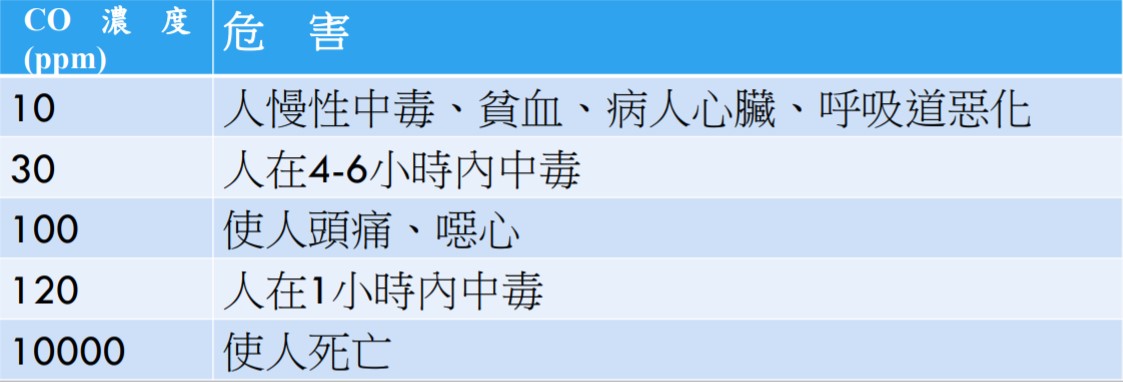 CO 濃 度
(ppm)
危 害
10
人慢性中毒、貧血、病人心臟、呼吸道惡化
30
人在4-6小時內中毒
100
使人頭痛、噁心
120
人在1小時內中毒
10000
使人死亡